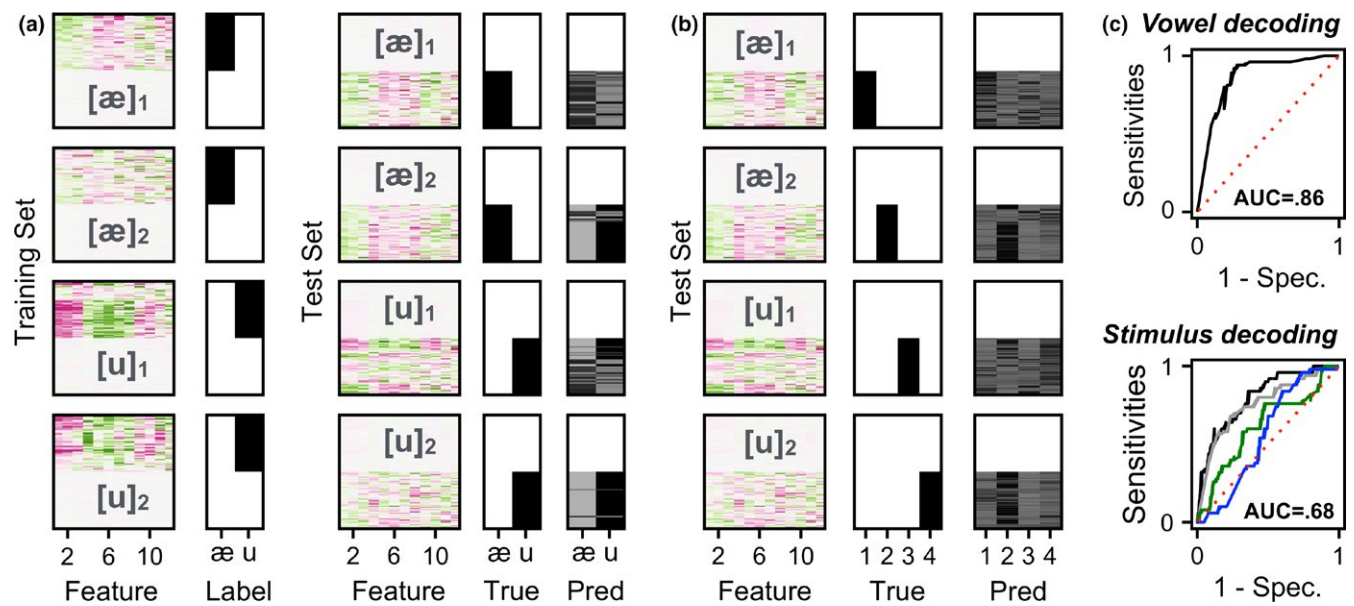 (a)
Training Set
[æ]₁
[æ]₂
[u]₁
[u]₂
2 6 10
Feature
æ u
Label
Test Set
[æ]₁
[æ]₂
[u]₁
[u]₂
2 6 10
Feature
æ u
True
æ u
Pred
(b)
Test Set
[æ]₁
[æ]₂
[u]₁
[u]₂
2 6 10
Feature
1 2 3 4
True
1 2 3 4
Pred
(c)
Vowel decoding
Sensitivities
1
0
AUC=.86
0 1
1 - Spec.
Stimulus decoding
Sensitivities
1
0
AUC=.68
0 1
1 - Spec.